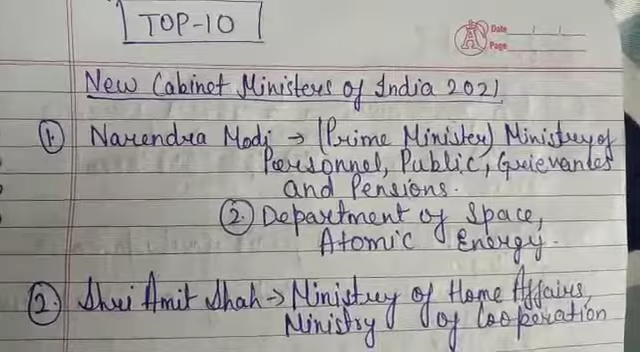 TOP-10
Date
Page
New Cabinet Ministers of India 2021
1. Narendra Modi → (Prime Minister) Ministry of
Personnel, Public, Grievantes
and Pensions.
2. Department of Space,
Atomic Energy.
2. Shri Amit Shah → Ministry of Home Affairs,
Ministry of Cooperation